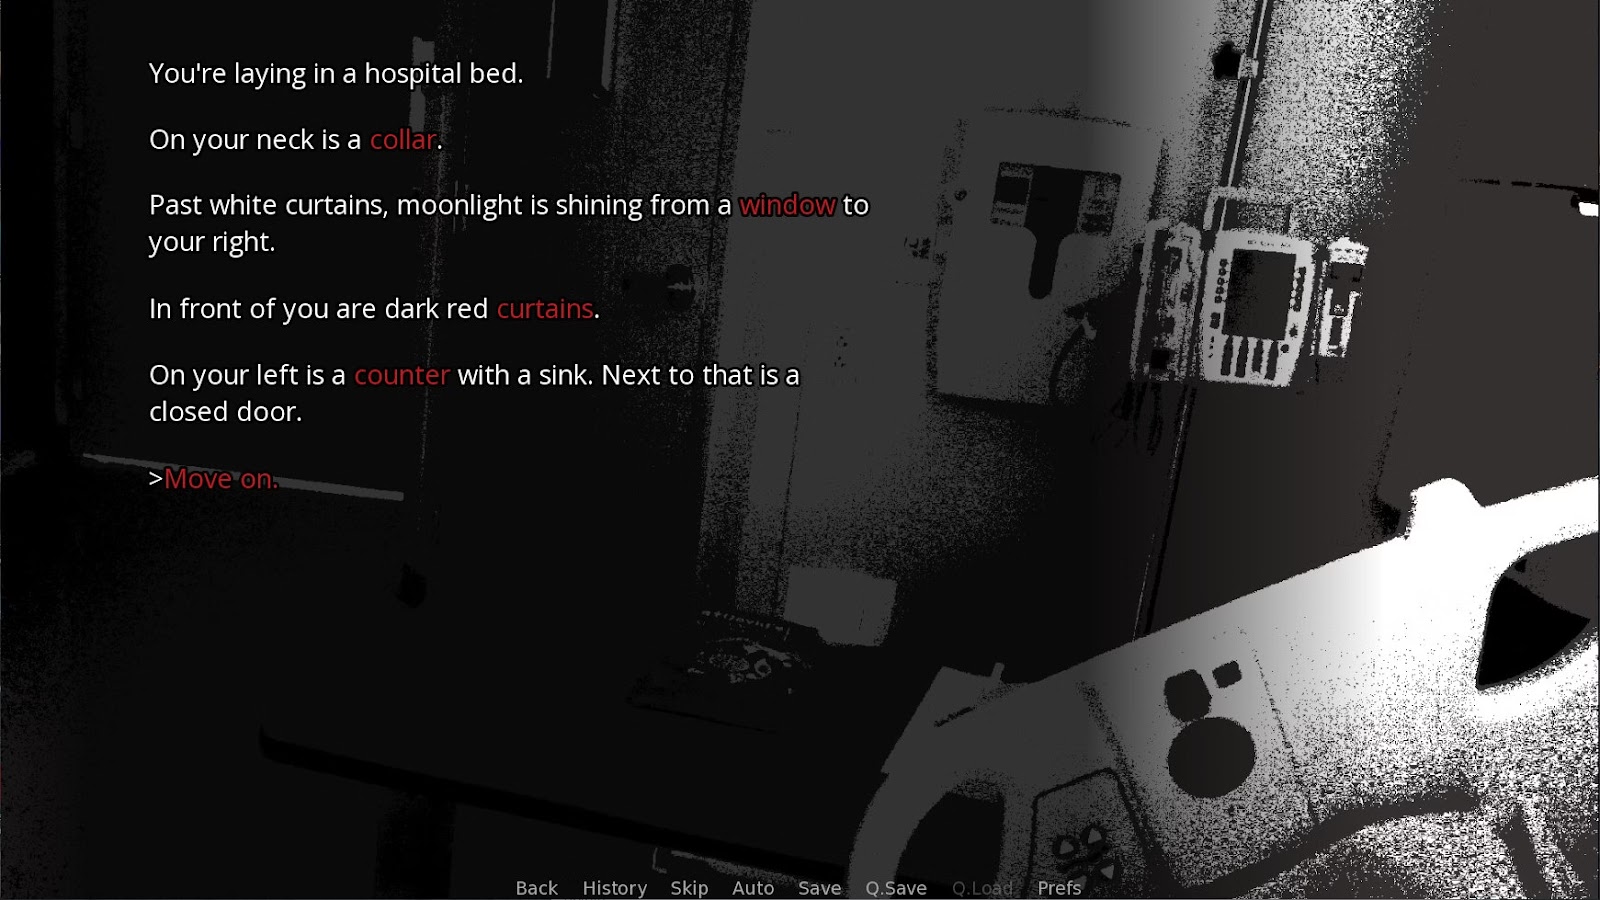 You're laying in a hospital bed.
On your neck is a collar.
Past white curtains, moonlight is shining from a window to
your right.
In front of you are dark red curtains.
On your left is a counter with a sink. Next to that is a
closed door.
>Move on.
Back History Skip Auto Save Q.Save Q.Load Prefs